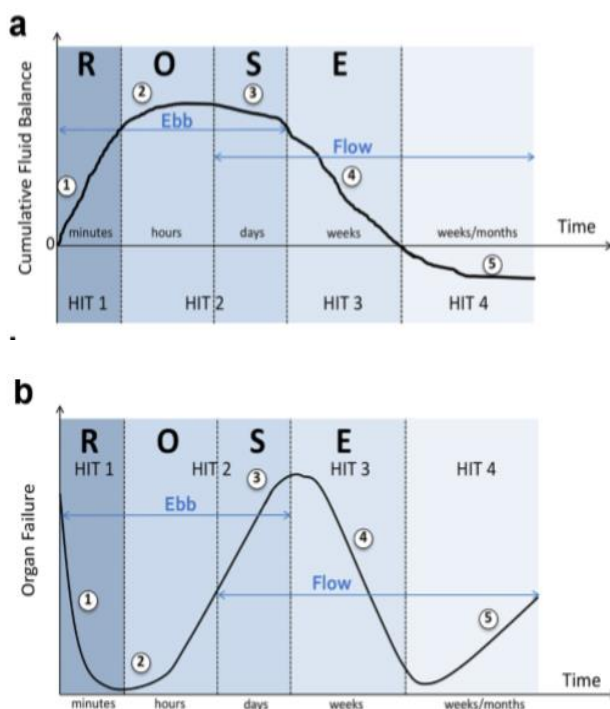 a
R O S E
2 3
Ebb
Flow
1 4
Cumulative Fluid Balance
0
minutes hours days weeks weeks/months Time
5
HIT 1 HIT 2 HIT 3 HIT 4
b
R O S E
HIT 1 HIT 2 HIT 3 HIT 4
3
Ebb
4
Organ Failure
Flow
1
5
2
Time
minutes hours days weeks weeks/months